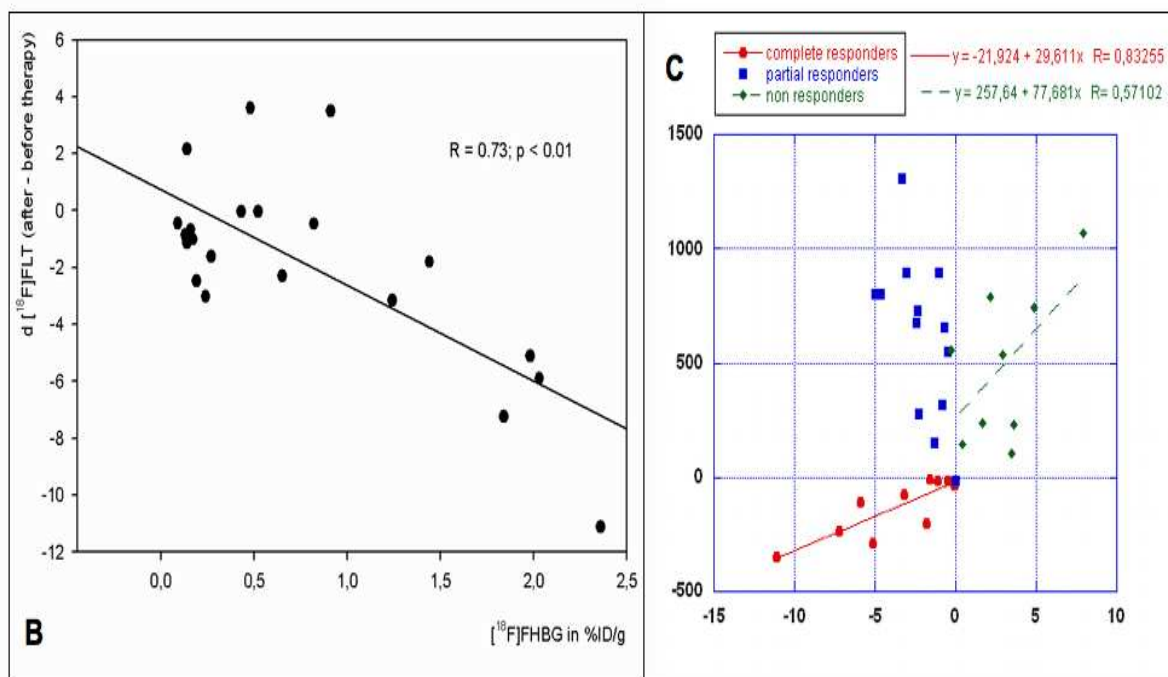 6
4
2
0
-2
-4
-6
-8
-10
-12
d [¹⁸F]FLT (after - before therapy)
R = 0.73; p < 0.01
0,0
0,5
1,0
1,5
2,0
2,5
B
[¹⁸F]FHBG in %ID/g
C
complete responders
partial responders
non responders
y = -21,924 + 29,611x R= 0,83255
y = 257,64 + 77,681x R= 0,57102
1500
1000
500
0
-500
-15
-10
-5
0
5
10